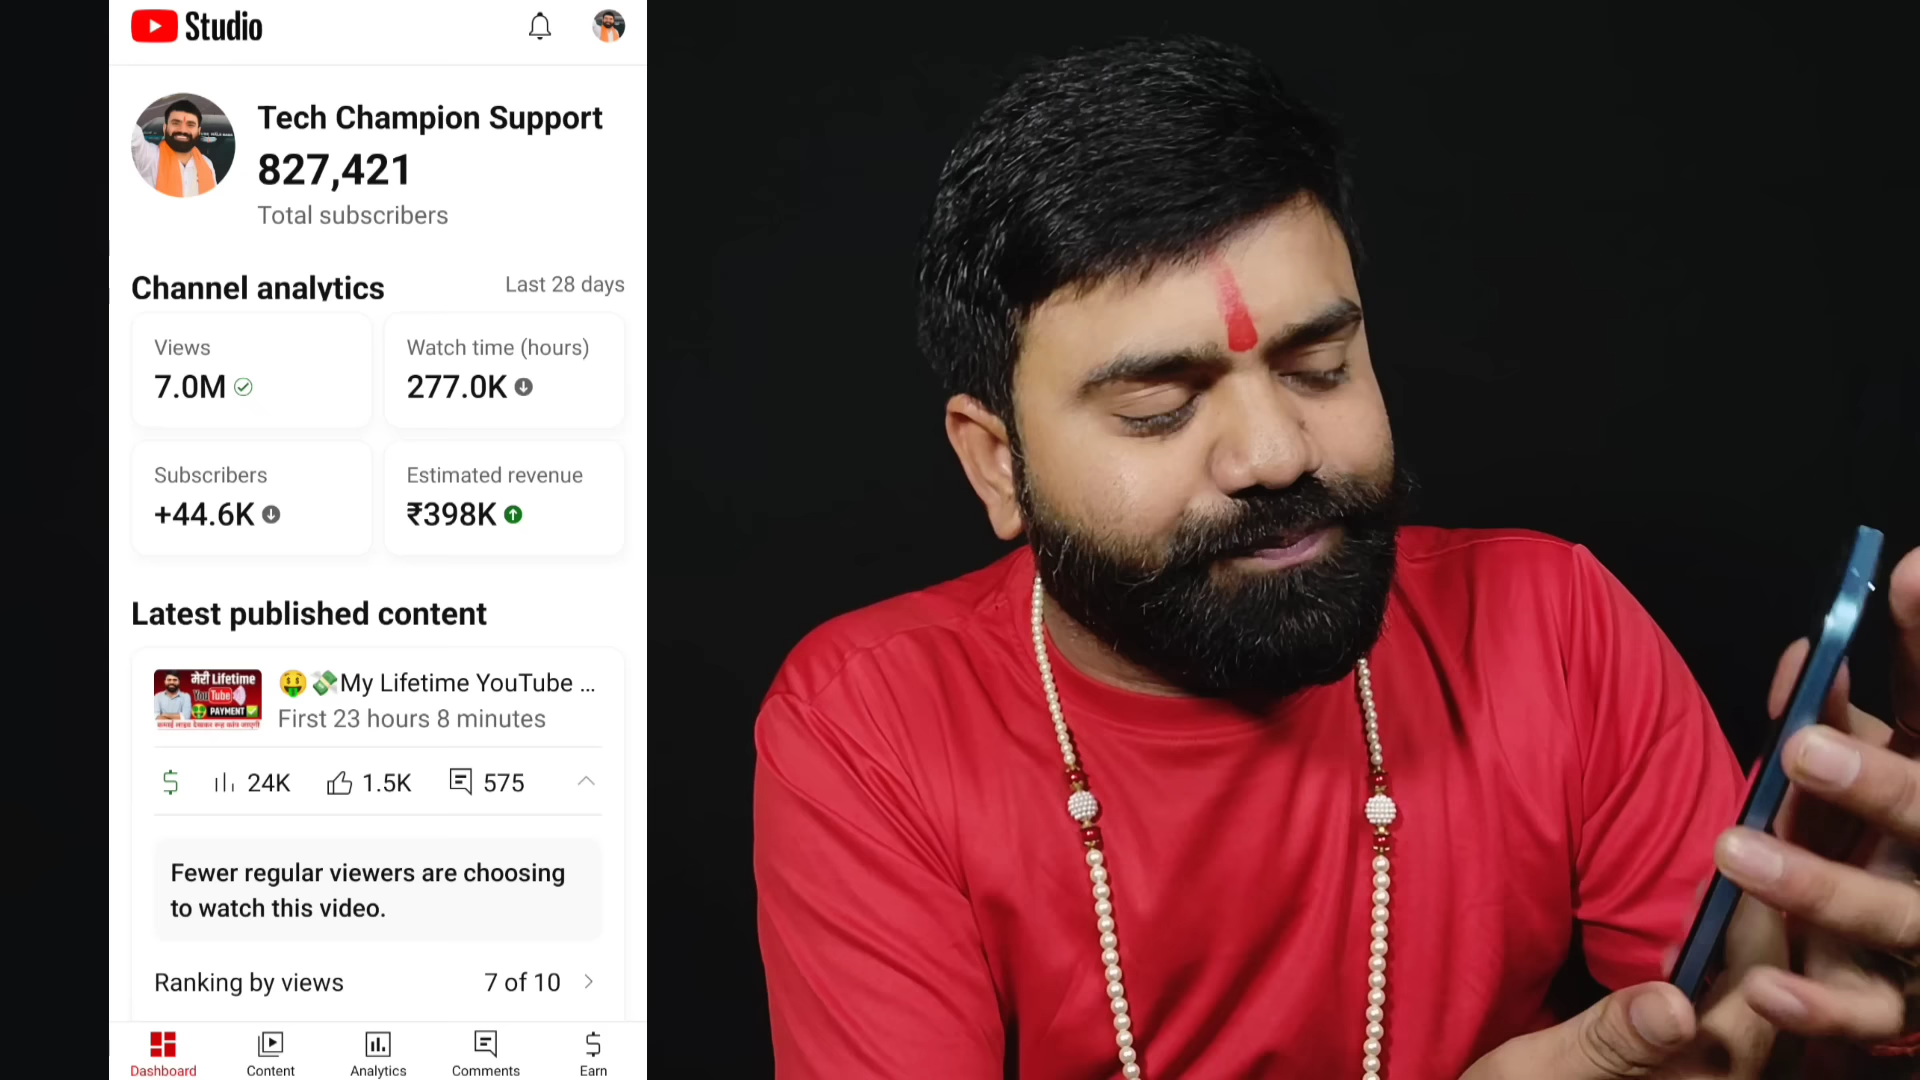 Studio
Tech Champion Support
827,421
Total subscribers
Channel analytics
Last 28 days
Views
7.0M
Watch time (hours)
277.0K
Subscribers
+44.6K
Estimated revenue
₹398K
Latest published content
मेरी Lifetime
YouTube
PAYMENT
🤑💸My Lifetime YouTube ...
First 23 hours 8 minutes
24K
1.5K
575
Fewer regular viewers are choosing
to watch this video.
Ranking by views
7 of 10
Dashboard
Content
Analytics
Comments
Earn